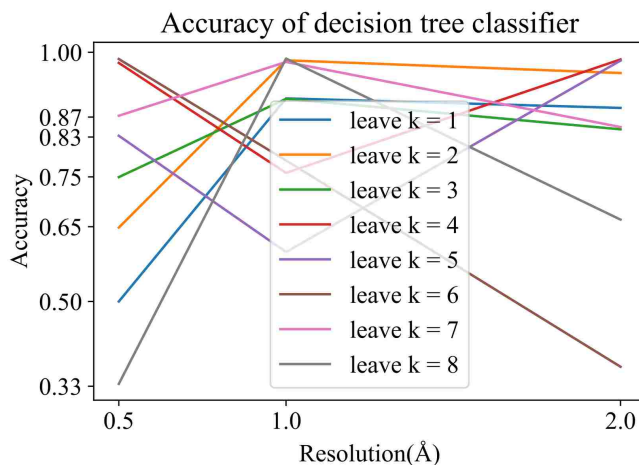 Accuracy of decision tree classifier
1.00
0.87
0.83
0.75
0.65
0.50
0.33
Accuracy
leave k = 1
leave k = 2
leave k = 3
leave k = 4
leave k = 5
leave k = 6
leave k = 7
leave k = 8
0.5 1.0 2.0
Resolution(Å)